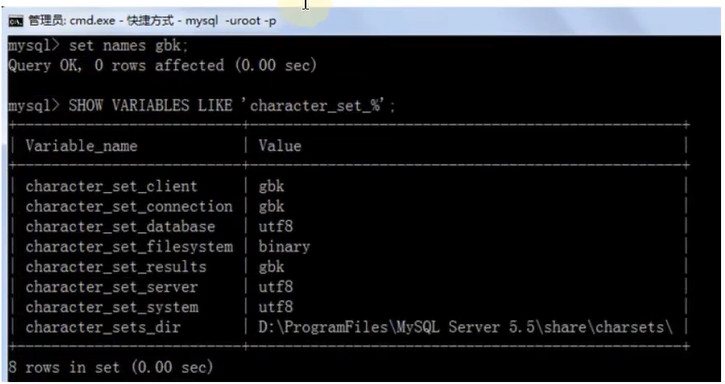 管理员: cmd.exe - 快捷方式 - mysql -uroot -p
mysql> set names gbk;
Query OK, 0 rows affected (0.00 sec)
mysql> SHOW VARIABLES LIKE 'character_set_%';
Variable_name | Value
character_set_client | gbk
character_set_connection | gbk
character_set_database | utf8
character_set_filesystem | binary
character_set_results | gbk
character_set_server | utf8
character_set_system | utf8
character_sets_dir | D:\ProgramFiles\MySQL Server 5.5\share\charsets\
8 rows in set (0.00 sec)